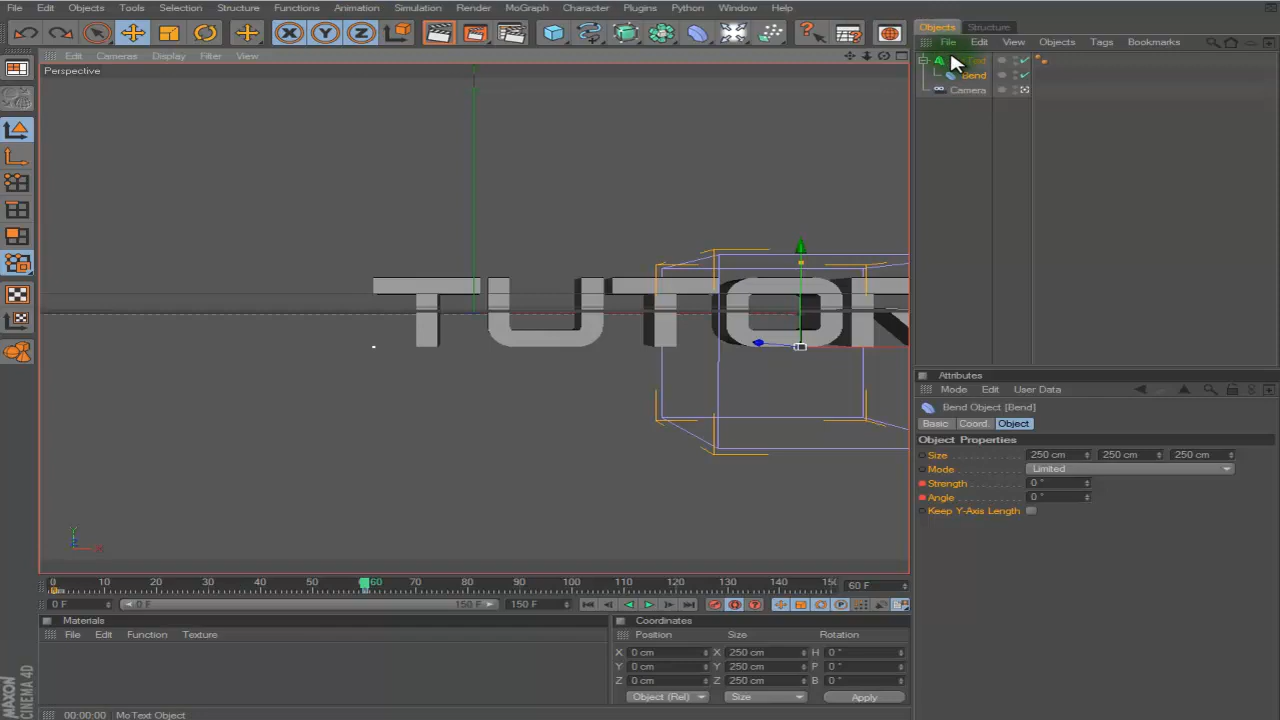 File Edit Objects Tools Selection Structure Functions Animation Simulation Render MoGraph Character Plugins Python Window Help
Objects Structure
Edit Cameras Display Filter View
File Edit View Objects Tags Bookmarks
Perspective
Bend
Camera
TUTOR
Attributes
Mode Edit User Data
Bend Object [Bend]
Basic Coord. Object
Object Properties
Size 250 cm 250 cm 250 cm
Mode Limited
Strength 0 °
Angle 0 °
Keep Y-Axis Length
0 10 20 30 40 50 60 70 80 90 100 110 120 130 140 150 60 F
0 F 0 F 150 F 150 F
Materials
File Edit Function Texture
Coordinates
Position Size Rotation
X 0 cm X 250 cm H 0 °
Y 0 cm Y 250 cm P 0 °
Z 0 cm Z 250 cm B 0 °
Object (Rel) Size Apply
MAXON
CINEMA 4D
00:00:00 MoText Object